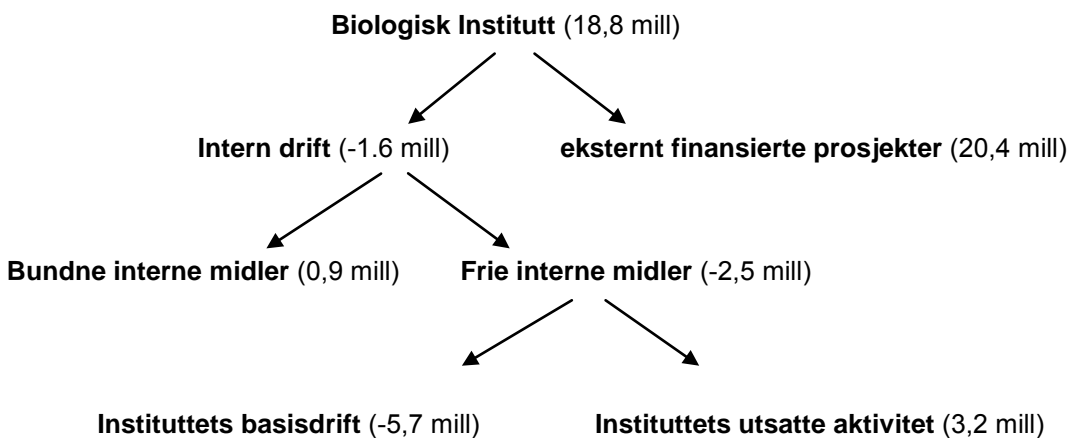 Biologisk Institutt (18,8 mill)
Intern drift (-1.6 mill) eksternt finansierte prosjekter (20,4 mill)
Bundne interne midler (0,9 mill) Frie interne midler (-2,5 mill)
Instituttets basisdrift (-5,7 mill) Instituttets utsatte aktivitet (3,2 mill)